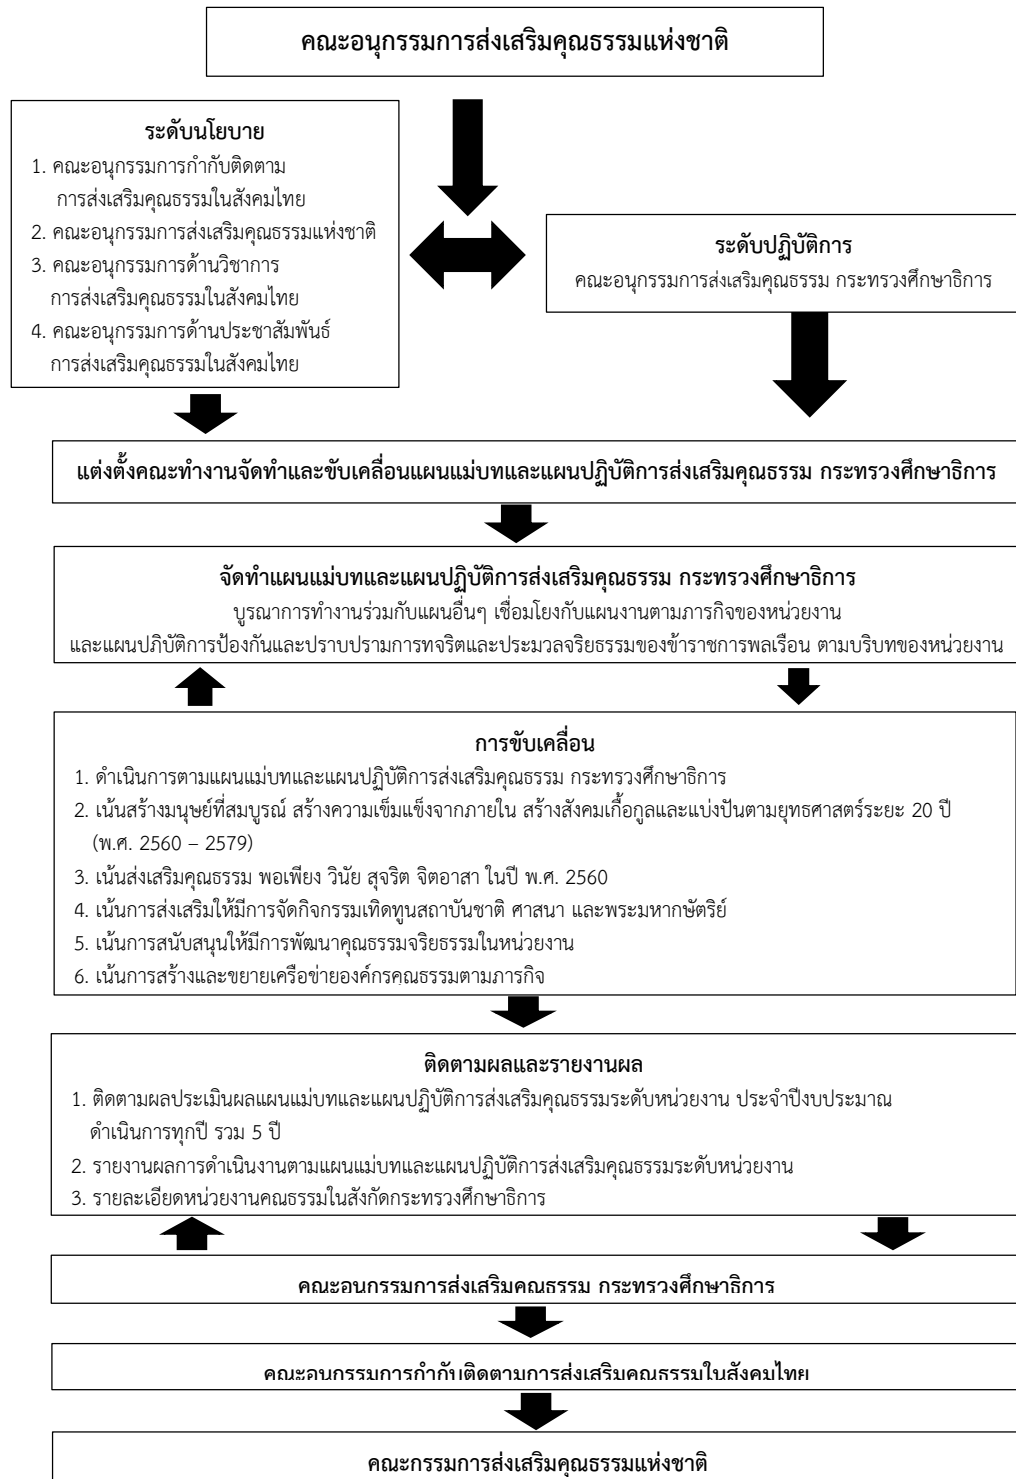 คณะอนุกรรมการส่งเสริมคุณธรรมแห่งชาติ
ระดับนโยบาย
1. คณะอนุกรรมการกำกับติดตาม
การส่งเสริมคุณธรรมในสังคมไทย
2. คณะอนุกรรมการส่งเสริมคุณธรรมแห่งชาติ
3. คณะอนุกรรมการด้านวิชาการ
การส่งเสริมคุณธรรมในสังคมไทย
4. คณะอนุกรรมการด้านประชาสัมพันธ์
การส่งเสริมคุณธรรมในสังคมไทย
ระดับปฏิบัติการ
คณะอนุกรรมการส่งเสริมคุณธรรม กระทรวงศึกษาธิการ
แต่งตั้งคณะทำงานจัดทำและขับเคลื่อนแผนแม่บทและแผนปฏิบัติการส่งเสริมคุณธรรม กระทรวงศึกษาธิการ
จัดทำแผนแม่บทและแผนปฏิบัติการส่งเสริมคุณธรรม กระทรวงศึกษาธิการ
บูรณาการทำงานร่วมกับแผนอื่นๆ เชื่อมโยงกับแผนงานตามภารกิจของหน่วยงาน
และแผนปฏิบัติการป้องกันและปราบปรามการทุจริตและประมวลจริยธรรมของข้าราชการพลเรือน ตามบริบทของหน่วยงาน
การขับเคลื่อน
1. ดำเนินการตามแผนแม่บทและแผนปฏิบัติการส่งเสริมคุณธรรม กระทรวงศึกษาธิการ
2. เน้นสร้างมนุษย์ที่สมบูรณ์ สร้างความเข็มแข็งจากภายใน สร้างสังคมเกื้อกูลและแบ่งปันตามยุทธศาสตร์ระยะ 20 ปี
(พ.ศ. 2560 – 2579)
3. เน้นส่งเสริมคุณธรรม พอเพียง วินัย สุจริต จิตอาสา ในปี พ.ศ. 2560
4. เน้นการส่งเสริมให้มีการจัดกิจกรรมเทิดทูนสถาบันชาติ ศาสนา และพระมหากษัตริย์
5. เน้นการสนับสนุนให้มีการพัฒนาคุณธรรมจริยธรรมในหน่วยงาน
6. เน้นการสร้างและขยายเครือข่ายองค์กรคุณธรรมตามภารกิจ
ติดตามผลและรายงานผล
1. ติดตามผลประเมินผลแผนแม่บทและแผนปฏิบัติการส่งเสริมคุณธรรมระดับหน่วยงาน ประจำปีงบประมาณ
ดำเนินการทุกปี รวม 5 ปี
2. รายงานผลการดำเนินงานตามแผนแม่บทและแผนปฏิบัติการส่งเสริมคุณธรรมระดับหน่วยงาน
3. รายละเอียดหน่วยงานคุณธรรมในสังกัดกระทรวงศึกษาธิการ
คณะอนุกรรมการส่งเสริมคุณธรรม กระทรวงศึกษาธิการ
คณะอนุกรรมการกำกับติดตามการส่งเสริมคุณธรรมในสังคมไทย
คณะกรรมการส่งเสริมคุณธรรมแห่งชาติ